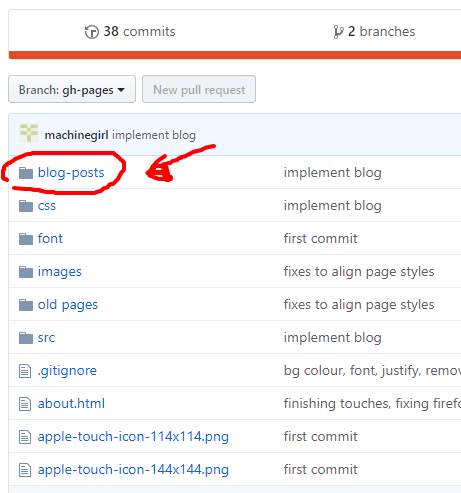 38 commits 2 branches
Branch: gh-pages New pull request
machinegirl implement blog
blog-posts implement blog
css implement blog
font first commit
images fixes to align page styles
old pages fixes to align page styles
src implement blog
.gitignore bg colour, font, justify, remov
about.html finishing touches, fixing firefo
apple-touch-icon-114x114.png first commit
apple-touch-icon-144x144.png first commit